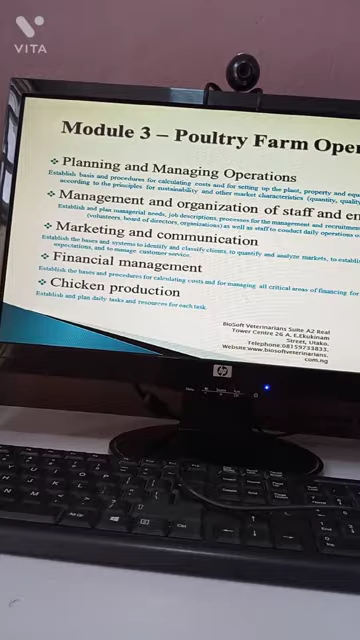 VITA
Module 3 – Poultry Farm Oper
Planning and Managing Operations
Establish basis and procedures for calculating costs and for setting up the plant, property and equ
according to the principles for sustainability and other market characteristics (quantity, quality
Management and organization of staff and em
Establish and plan managerial needs, job descriptions, processes for the management and recruitment
(volunteers, board of directors, organizations) as well as staff to conduct daily operations o
Marketing and communication
Establish the bases and systems to identify and classify clients, to quantify and analyze markets, to establis
expectations, and to manage customer service.
Financial management
Establish the bases and procedures for calculating costs and for managing all critical areas of financing for
Chicken production
Establish and plan daily tasks and resources for each task
BioSoft Veterinarians Suite A2 Real
Tower Centre 26 A. E.Ekukinam
Street, Utako.
Telephone:08159733833.
Website:www.biosoftveterinarians.
com.ng
hp